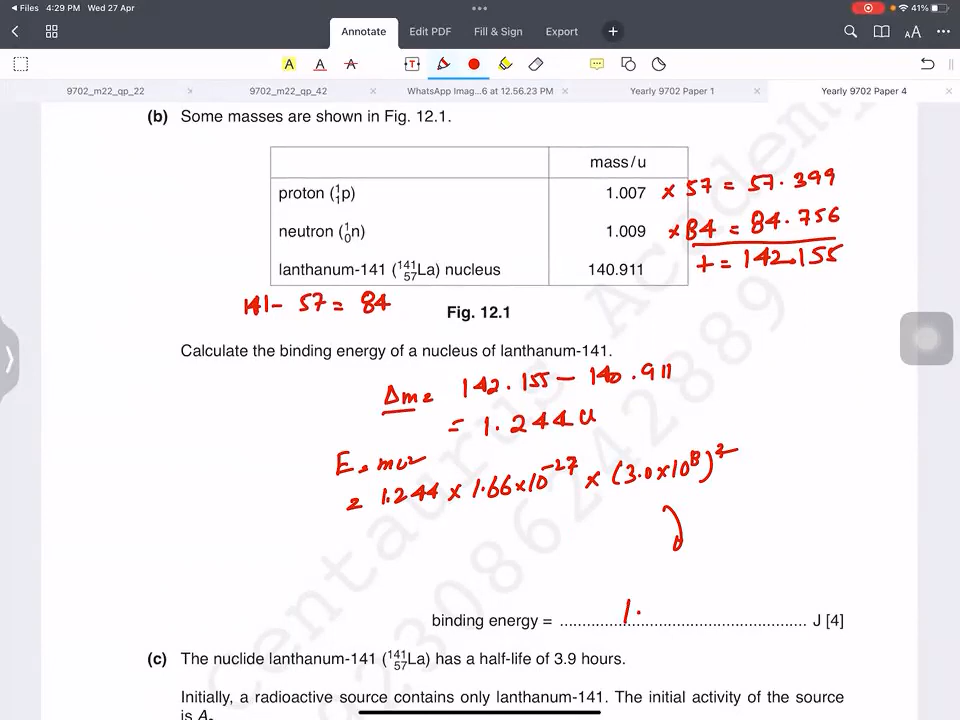 Files 4:29 PM Wed 27 Apr 41%
Annotate Edit PDF Fill & Sign Export
9702_m22_qp_22 × 9702_m22_qp_42 × WhatsApp Imag...6 at 12.56.23 PM × Yearly 9702 Paper 1 × Yearly 9702 Paper 4 ×
(b) Some masses are shown in Fig. 12.1.
mass / u
proton (¹₁p) 1.007 × 57 = 57.399
neutron (¹₀n) 1.009 × 84 = 84.756
lanthanum-141 (¹⁴¹₅₇La) nucleus 140.911 + = 142.155
141 - 57 = 84
Fig. 12.1
Calculate the binding energy of a nucleus of lanthanum-141.
Δm = 142.155 – 140.911
= 1.244 u
E = mc²
= 1.244 × 1.66×10⁻²⁷ × (3.0×10⁸)²
binding energy = ...................................................... J [4]
1.
(c) The nuclide lanthanum-141 (¹⁴¹₅₇La) has a half-life of 3.9 hours.
Initially, a radioactive source contains only lanthanum-141. The initial activity of the source
is A₀
Centaurus Academy
923086242889